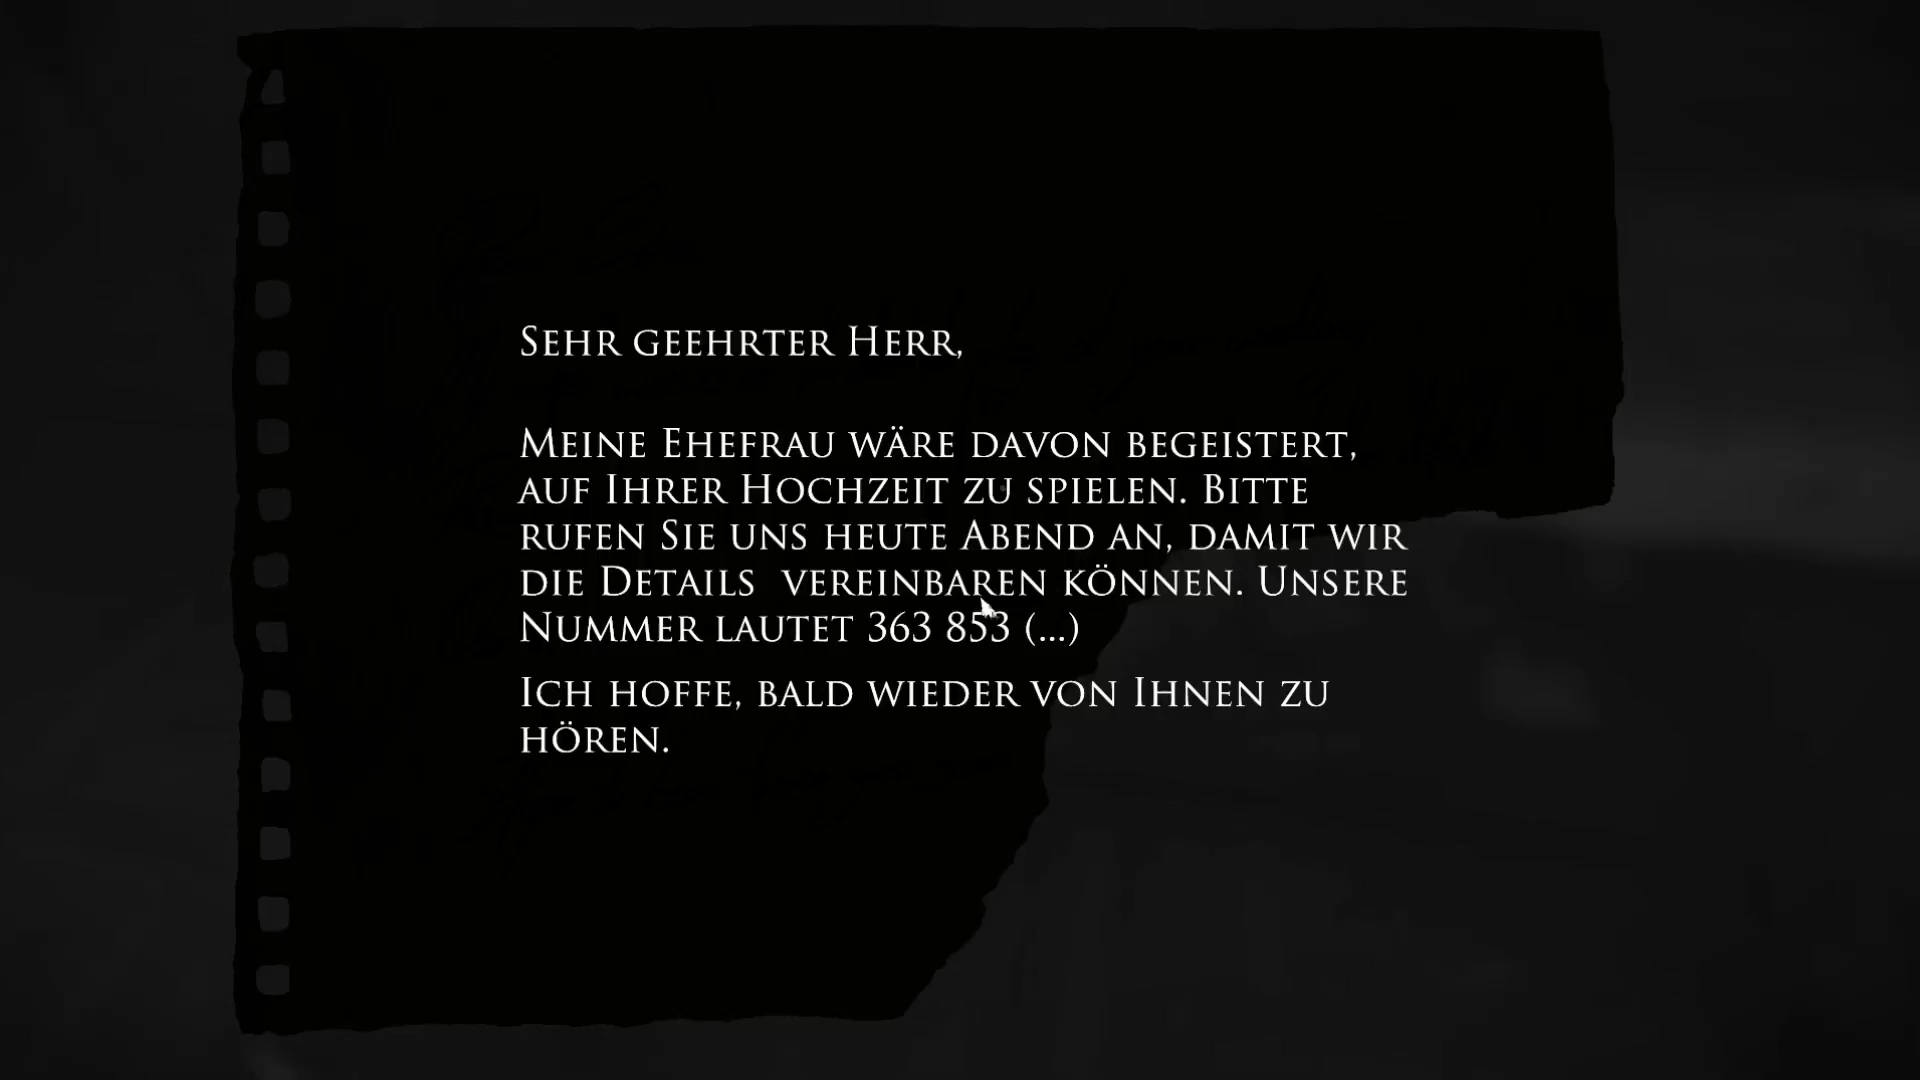 Sehr geehrter Herr,
Meine Ehefrau wäre davon begeistert,
auf Ihrer Hochzeit zu spielen. Bitte
rufen Sie uns heute Abend an, damit wir
die Details  vereinbaren können. Unsere
Nummer lautet 363 853 (...)
Ich hoffe, bald wieder von Ihnen zu
hören.